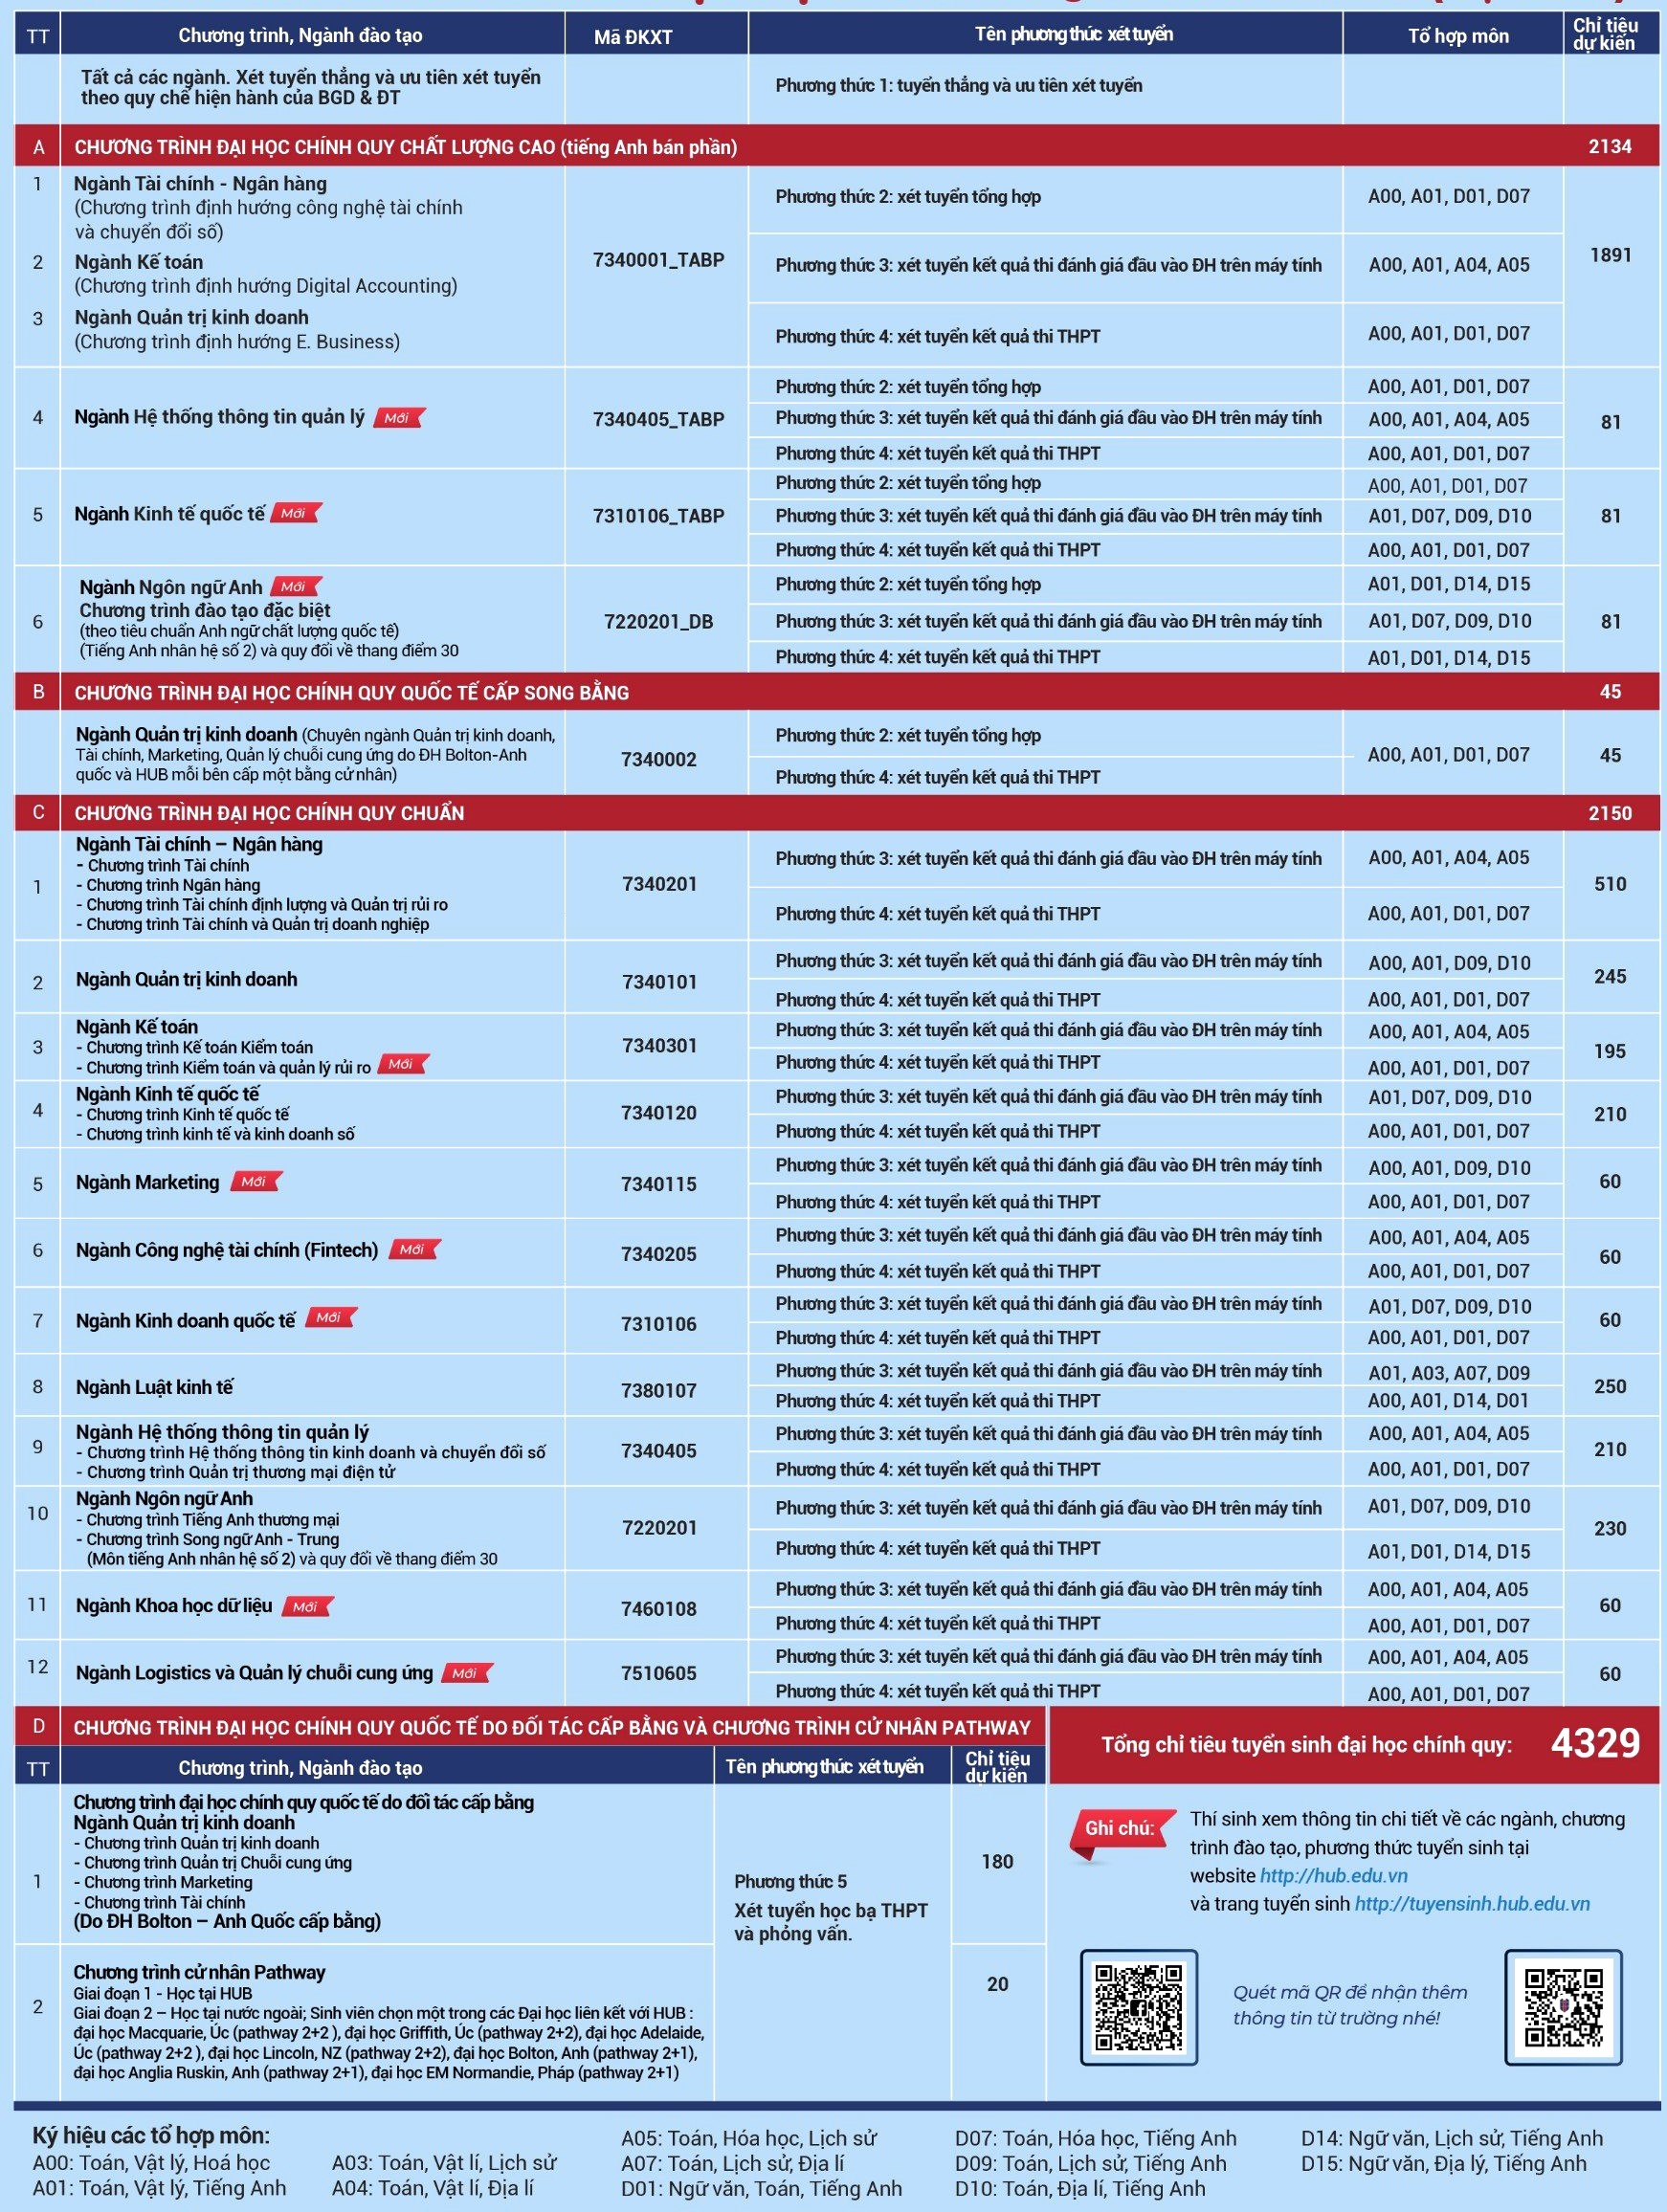 TT Chương trình, Ngành đào tạo Mã ĐKXT Tên phương thức xét tuyển Tổ hợp môn Chỉ tiêu dự kiến
Tất cả các ngành. Xét tuyển thẳng và ưu tiên xét tuyển
theo quy chế hiện hành của BGD & ĐT
Phương thức 1: tuyển thẳng và ưu tiên xét tuyển
A CHƯƠNG TRÌNH ĐẠI HỌC CHÍNH QUY CHẤT LƯỢNG CAO (tiếng Anh bán phần) 2134
1 Ngành Tài chính - Ngân hàng
(Chương trình định hướng công nghệ tài chính
và chuyển đổi số)
2 Ngành Kế toán
(Chương trình định hướng Digital Accounting)
3 Ngành Quản trị kinh doanh
(Chương trình định hướng E. Business)
7340001_TABP
Phương thức 2: xét tuyển tổng hợp A00, A01, D01, D07
Phương thức 3: xét tuyển kết quả thi đánh giá đầu vào ĐH trên máy tính A00, A01, A04, A05
Phương thức 4: xét tuyển kết quả thi THPT A00, A01, D01, D07
1891
4 Ngành Hệ thống thông tin quản lý Mới
7340405_TABP
Phương thức 2: xét tuyển tổng hợp A00, A01, D01, D07
Phương thức 3: xét tuyển kết quả thi đánh giá đầu vào ĐH trên máy tính A00, A01, A04, A05
Phương thức 4: xét tuyển kết quả thi THPT A00, A01, D01, D07
81
5 Ngành Kinh tế quốc tế Mới
7310106_TABP
Phương thức 2: xét tuyển tổng hợp A00, A01, D01, D07
Phương thức 3: xét tuyển kết quả thi đánh giá đầu vào ĐH trên máy tính A01, D07, D09, D10
Phương thức 4: xét tuyển kết quả thi THPT A00, A01, D01, D07
81
6 Ngành Ngôn ngữ Anh Mới
Chương trình đào tạo đặc biệt
(theo tiêu chuẩn Anh ngữ chất lượng quốc tế)
(Tiếng Anh nhân hệ số 2) và quy đổi về thang điểm 30
7220201_DB
Phương thức 2: xét tuyển tổng hợp A01, D01, D14, D15
Phương thức 3: xét tuyển kết quả thi đánh giá đầu vào ĐH trên máy tính A01, D07, D09, D10
Phương thức 4: xét tuyển kết quả thi THPT A01, D01, D14, D15
81
B CHƯƠNG TRÌNH ĐẠI HỌC CHÍNH QUY QUỐC TẾ CẤP SONG BẰNG 45
Ngành Quản trị kinh doanh (Chuyên ngành Quản trị kinh doanh,
Tài chính, Marketing, Quản lý chuỗi cung ứng do ĐH Bolton-Anh
quốc và HUB mỗi bên cấp một bằng cử nhân)
7340002
Phương thức 2: xét tuyển tổng hợp
Phương thức 4: xét tuyển kết quả thi THPT
A00, A01, D01, D07
45
C CHƯƠNG TRÌNH ĐẠI HỌC CHÍNH QUY CHUẨN 2150
1 Ngành Tài chính – Ngân hàng
- Chương trình Tài chính
- Chương trình Ngân hàng
- Chương trình Tài chính định lượng và Quản trị rủi ro
- Chương trình Tài chính và Quản trị doanh nghiệp
7340201
Phương thức 3: xét tuyển kết quả thi đánh giá đầu vào ĐH trên máy tính A00, A01, A04, A05
Phương thức 4: xét tuyển kết quả thi THPT A00, A01, D01, D07
510
2 Ngành Quản trị kinh doanh
7340101
Phương thức 3: xét tuyển kết quả thi đánh giá đầu vào ĐH trên máy tính A00, A01, D09, D10
Phương thức 4: xét tuyển kết quả thi THPT A00, A01, D01, D07
245
3 Ngành Kế toán
- Chương trình Kế toán Kiểm toán
- Chương trình Kiểm toán và quản lý rủi ro Mới
7340301
Phương thức 3: xét tuyển kết quả thi đánh giá đầu vào ĐH trên máy tính A00, A01, A04, A05
Phương thức 4: xét tuyển kết quả thi THPT A00, A01, D01, D07
195
4 Ngành Kinh tế quốc tế
- Chương trình Kinh tế quốc tế
- Chương trình kinh tế và kinh doanh số
7340120
Phương thức 3: xét tuyển kết quả thi đánh giá đầu vào ĐH trên máy tính A01, D07, D09, D10
Phương thức 4: xét tuyển kết quả thi THPT A00, A01, D01, D07
210
5 Ngành Marketing Mới
7340115
Phương thức 3: xét tuyển kết quả thi đánh giá đầu vào ĐH trên máy tính A00, A01, D09, D10
Phương thức 4: xét tuyển kết quả thi THPT A00, A01, D01, D07
60
6 Ngành Công nghệ tài chính (Fintech) Mới
7340205
Phương thức 3: xét tuyển kết quả thi đánh giá đầu vào ĐH trên máy tính A00, A01, A04, A05
Phương thức 4: xét tuyển kết quả thi THPT A00, A01, D01, D07
60
7 Ngành Kinh doanh quốc tế Mới
7310106
Phương thức 3: xét tuyển kết quả thi đánh giá đầu vào ĐH trên máy tính A01, D07, D09, D10
Phương thức 4: xét tuyển kết quả thi THPT A00, A01, D01, D07
60
8 Ngành Luật kinh tế
7380107
Phương thức 3: xét tuyển kết quả thi đánh giá đầu vào ĐH trên máy tính A01, A03, A07, D09
Phương thức 4: xét tuyển kết quả thi THPT A00, A01, D14, D01
250
9 Ngành Hệ thống thông tin quản lý
- Chương trình Hệ thống thông tin kinh doanh và chuyển đổi số
- Chương trình Quản trị thương mại điện tử
7340405
Phương thức 3: xét tuyển kết quả thi đánh giá đầu vào ĐH trên máy tính A00, A01, A04, A05
Phương thức 4: xét tuyển kết quả thi THPT A00, A01, D01, D07
210
10 Ngành Ngôn ngữ Anh
- Chương trình Tiếng Anh thương mại
- Chương trình Song ngữ Anh - Trung
(Môn tiếng Anh nhân hệ số 2) và quy đổi về thang điểm 30
7220201
Phương thức 3: xét tuyển kết quả thi đánh giá đầu vào ĐH trên máy tính A01, D07, D09, D10
Phương thức 4: xét tuyển kết quả thi THPT A01, D01, D14, D15
230
11 Ngành Khoa học dữ liệu Mới
7460108
Phương thức 3: xét tuyển kết quả thi đánh giá đầu vào ĐH trên máy tính A00, A01, A04, A05
Phương thức 4: xét tuyển kết quả thi THPT A00, A01, D01, D07
60
12 Ngành Logistics và Quản lý chuỗi cung ứng Mới
7510605
Phương thức 3: xét tuyển kết quả thi đánh giá đầu vào ĐH trên máy tính A00, A01, A04, A05
Phương thức 4: xét tuyển kết quả thi THPT A00, A01, D01, D07
60
D CHƯƠNG TRÌNH ĐẠI HỌC CHÍNH QUY QUỐC TẾ DO ĐỐI TÁC CẤP BẰNG VÀ CHƯƠNG TRÌNH CỬ NHÂN PATHWAY
TT Chương trình, Ngành đào tạo Tên phương thức xét tuyển Chỉ tiêu dự kiến
1 Chương trình đại học chính quy quốc tế do đối tác cấp bằng
Ngành Quản trị kinh doanh
- Chương trình Quản trị kinh doanh
- Chương trình Quản trị Chuỗi cung ứng
- Chương trình Marketing
- Chương trình Tài chính
(Do ĐH Bolton – Anh Quốc cấp bằng)
180
Phương thức 5
Xét tuyển học bạ THPT
và phỏng vấn.
2 Chương trình cử nhân Pathway
Giai đoạn 1 - Học tại HUB
Giai đoạn 2 – Học tại nước ngoài; Sinh viên chọn một trong các Đại học liên kết với HUB :
đại học Macquarie, Úc (pathway 2+2 ), đại học Griffith, Úc (pathway 2+2), đại học Adelaide,
Úc (pathway 2+2 ), đại học Lincoln, NZ (pathway 2+2), đại học Bolton, Anh (pathway 2+1),
đại học Anglia Ruskin, Anh (pathway 2+1), đại học EM Normandie, Pháp (pathway 2+1)
20
Tổng chỉ tiêu tuyển sinh đại học chính quy: 4329
Ghi chú: Thí sinh xem thông tin chi tiết về các ngành, chương
trình đào tạo, phương thức tuyển sinh tại
website http://hub.edu.vn
và trang tuyển sinh http://tuyensinh.hub.edu.vn
Quét mã QR để nhận thêm
thông tin từ trường nhé!
Ký hiệu các tổ hợp môn:
A00: Toán, Vật lý, Hoá học
A01: Toán, Vật lý, Tiếng Anh
A03: Toán, Vật lí, Lịch sử
A04: Toán, Vật lí, Địa lí
A05: Toán, Hóa học, Lịch sử
A07: Toán, Lịch sử, Địa lí
D01: Ngữ văn, Toán, Tiếng Anh
D07: Toán, Hóa học, Tiếng Anh
D09: Toán, Lịch sử, Tiếng Anh
D10: Toán, Địa lí, Tiếng Anh
D14: Ngữ văn, Lịch sử, Tiếng Anh
D15: Ngữ văn, Địa lý, Tiếng Anh